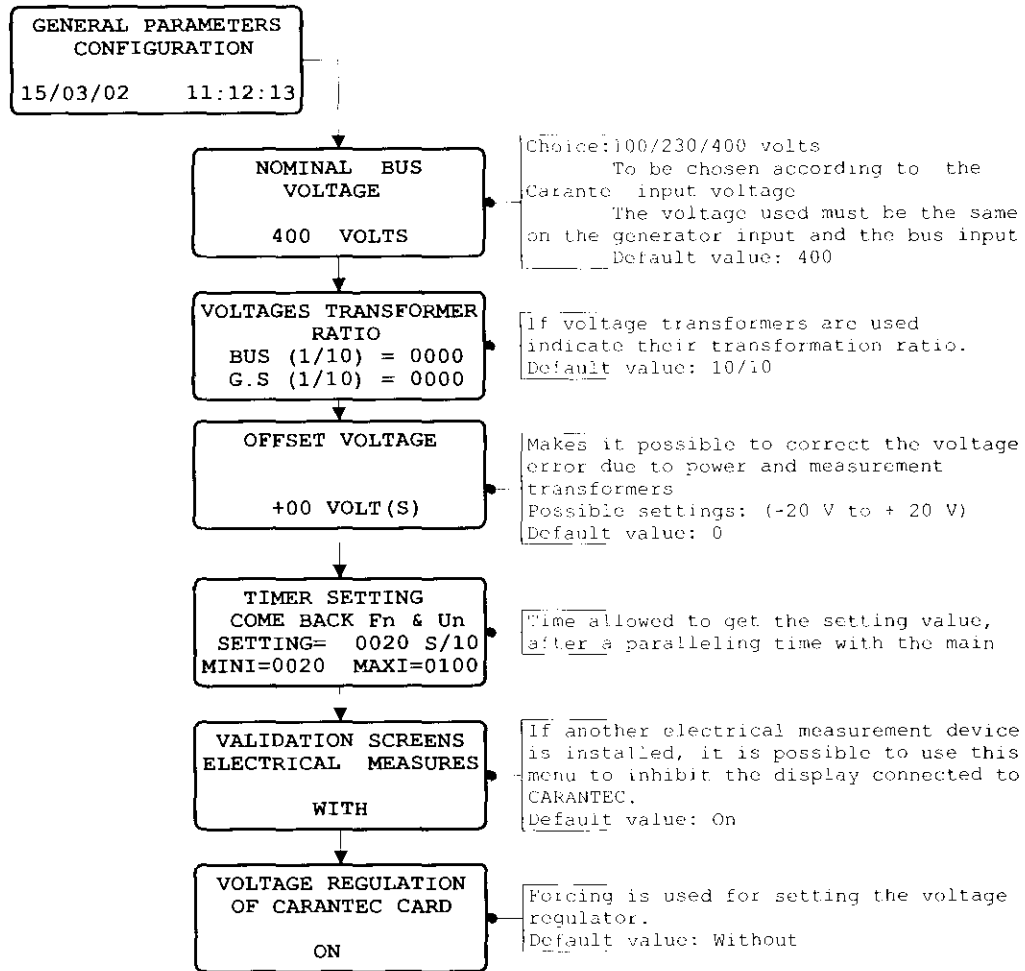 GENERAL PARAMETERS
CONFIGURATION
15/03/02 11:12:13
NOMINAL BUS
VOLTAGE
400 VOLTS
Choice:100/230/400 volts
To be chosen according to the
Carante input voltage
The voltage used must be the same
on the generator input and the bus input
Default value: 400
VOLTAGES TRANSFORMER
RATIO
BUS (1/10) = 0000
G.S (1/10) = 0000
If voltage transformers are used
indicate their transformation ratio.
Default value: 10/10
OFFSET VOLTAGE
+00 VOLT(S)
Makes it possible to correct the voltage
error due to power and measurement
transformers
Possible settings: (-20 V to + 20 V)
Default value: 0
TIMER SETTING
COME BACK Fn & Un
SETTING= 0020 S/10
MINI=0020 MAXI=0100
Time allowed to get the setting value,
after a paralleling time with the main
VALIDATION SCREENS
ELECTRICAL MEASURES
WITH
If another electrical measurement device
is installed, it is possible to use this
menu to inhibit the display connected to
CARANTEC.
Default value: On
VOLTAGE REGULATION
OF CARANTEC CARD
ON
Forcing is used for setting the voltage
regulator.
Default value: Without